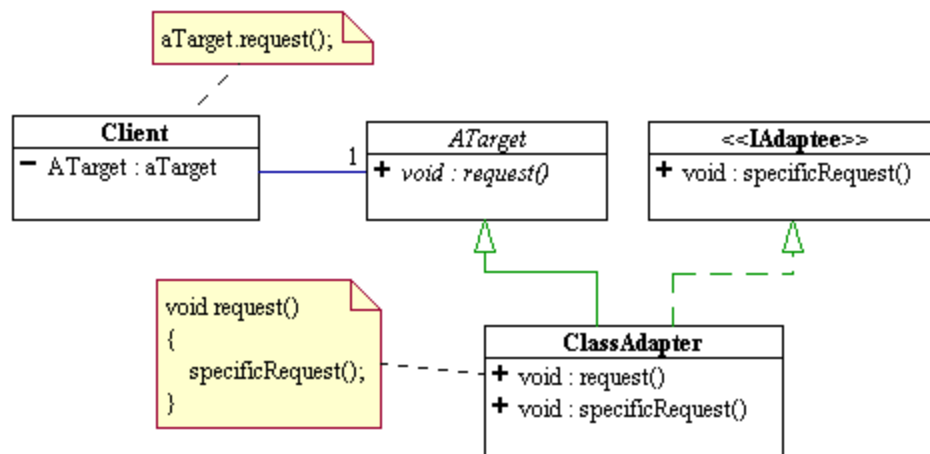 aTarget.request();
Client
− ATarget : aTarget
1
ATarget
+ void : request()
<<IAdaptee>>
+ void : specificRequest()
void request()
{
specificRequest();
}
ClassAdapter
+ void : request()
+ void : specificRequest()